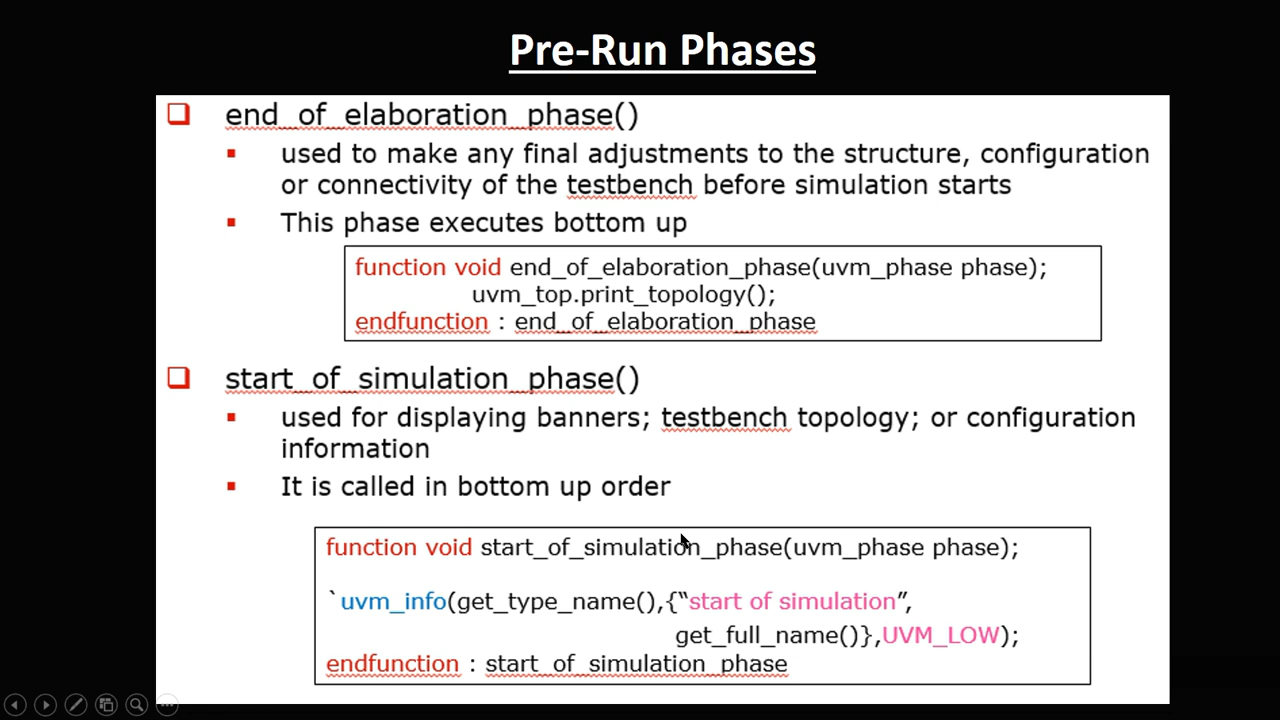 Pre-Run Phases
end_of_elaboration_phase()
used to make any final adjustments to the structure, configuration
or connectivity of the testbench before simulation starts
This phase executes bottom up
function void end_of_elaboration_phase(uvm_phase phase);
uvm_top.print_topology();
endfunction : end_of_elaboration_phase
start_of_simulation_phase()
used for displaying banners; testbench topology; or configuration
information
It is called in bottom up order
function void start_of_simulation_phase(uvm_phase phase);
`uvm_info(get_type_name(),{“start of simulation”,
get_full_name()},UVM_LOW);
endfunction : start_of_simulation_phase